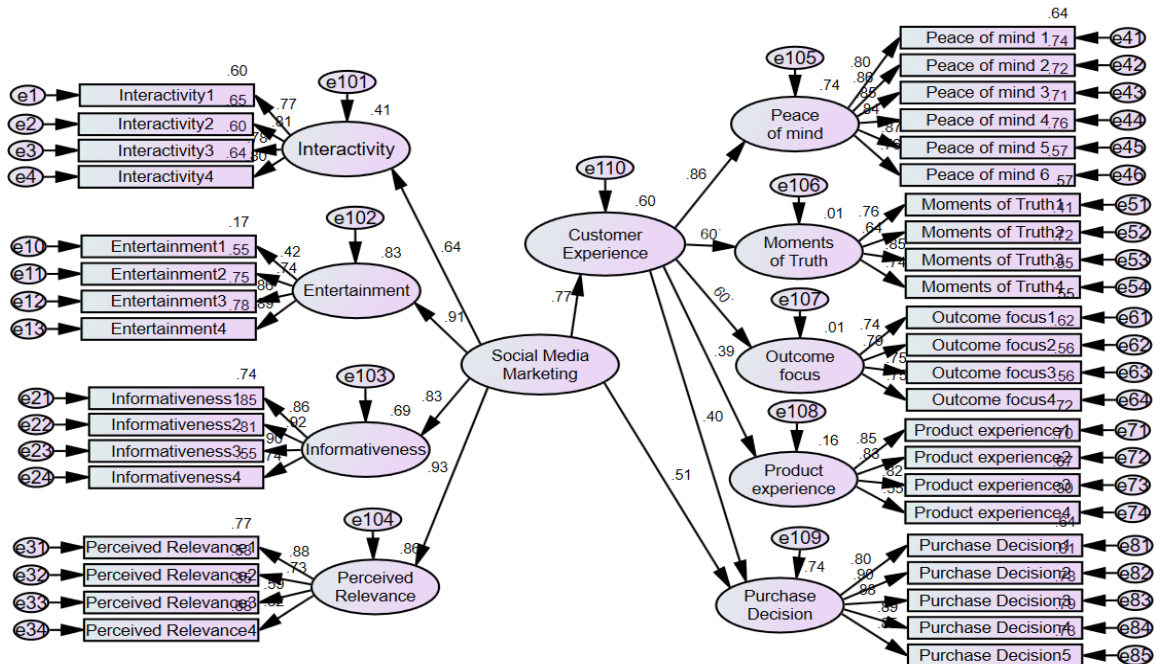 e1
.60
Interactivity1
.65
e2
Interactivity2
.60
e3
Interactivity3
.64
e4
Interactivity4
.77
.81
.78
e101
.41
Interactivity
e10
.17
Entertainment1
.55
e11
Entertainment2
.75
e12
Entertainment3
.78
e13
Entertainment4
.42
.74
e102
.83
Entertainment
e21
.74
Informativeness1
.85
e22
Informativeness2
.81
e23
Informativeness3
.55
e24
Informativeness4
.86
.92
.74
e103
.69
Informativeness
e31
.77
Perceived Relevance1
e32
Perceived Relevance2
e33
Perceived Relevance3
e34
Perceived Relevance4
.88
.73
e104
.86
Perceived
Relevance
.64
.91
.83
.93
Social Media
Marketing
.77
.51
e110
.60
Customer
Experience
.86
.39
.40
e105
.74
Peace
of mind
.80
.86
.85
.87
.64
Peace of mind 1
.74
e41
Peace of mind 2
.72
e42
Peace of mind 3
.71
e43
Peace of mind 4
.76
e44
Peace of mind 5
.57
e45
Peace of mind 6
.57
e46
e106
.01
Moments
of Truth
.76
.64
.85
.74
Moments of Truth1
e51
Moments of Truth2
.72
e52
Moments of Truth3
e53
Moments of Truth4
.55
e54
e107
.01
Outcome
focus
.74
.79
.75
.75
Outcome focus1
.62
e61
Outcome focus2
.56
e62
Outcome focus3
.56
e63
Outcome focus4
.72
e64
e108
.16
Product
experience
.85
.83
.82
.55
Product experience1
e71
Product experience2
e72
Product experience3
e73
Product experience4
e74
e109
.74
Purchase
Decision
.80
.90
.88
.89
Purchase Decision1
e81
Purchase Decision2
e82
Purchase Decision3
.79
e83
Purchase Decision4
e84
Purchase Decision5
e85